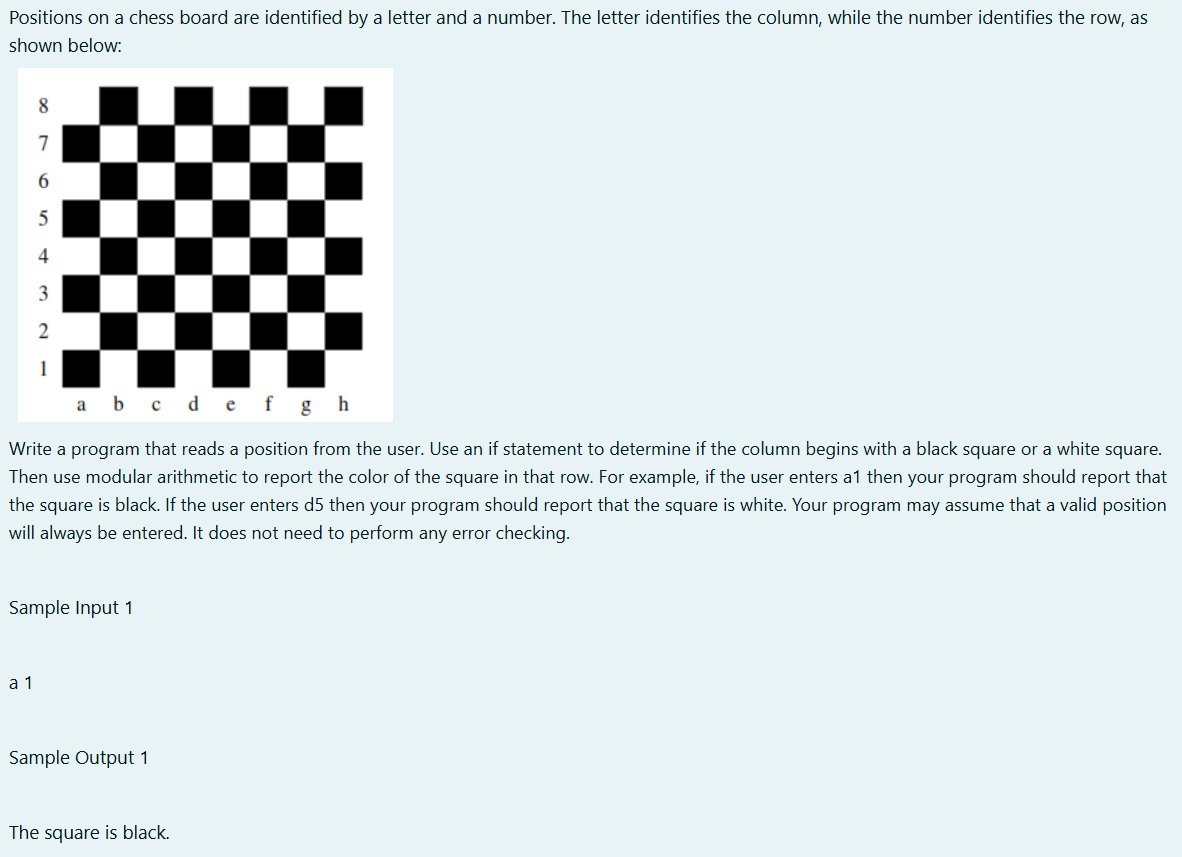 Positions on a chess board are identified by a letter and a number. The letter identifies the column, while the number identifies the row, as
shown below:
8
7
6
5
4
3
2
1
a b c d e f g h
Write a program that reads a position from the user. Use an if statement to determine if the column begins with a black square or a white square.
Then use modular arithmetic to report the color of the square in that row. For example, if the user enters a1 then your program should report that
the square is black. If the user enters d5 then your program should report that the square is white. Your program may assume that a valid position
will always be entered. It does not need to perform any error checking.
Sample Input 1
a 1
Sample Output 1
The square is black.